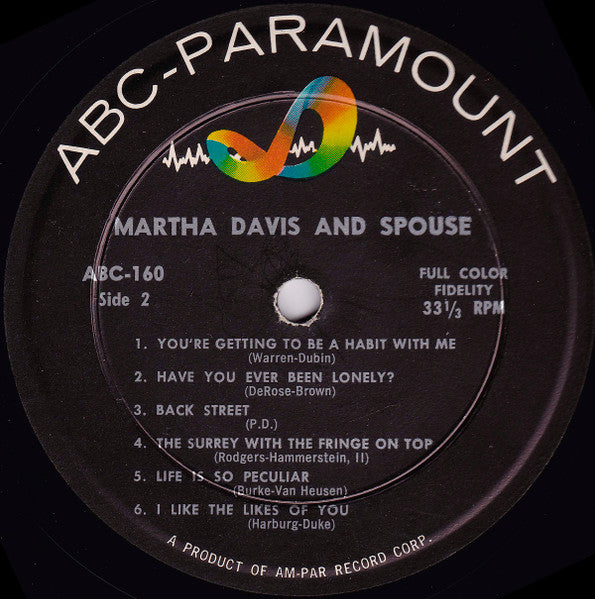 ABC-PARAMOUNT
MARTHA DAVIS AND SPOUSE
ABC-160
Side 2
FULL COLOR
FIDELITY
33⅓ RPM
1. YOU'RE GETTING TO BE A HABIT WITH ME
(Warren-Dubin)
2. HAVE YOU EVER BEEN LONELY?
(DeRose-Brown)
3. BACK STREET
(P.D.)
4. THE SURREY WITH THE FRINGE ON TOP
(Rodgers-Hammerstein, II)
5. LIFE IS SO PECULIAR
(Burke-Van Heusen)
6. I LIKE THE LIKES OF YOU
(Harburg-Duke)
A PRODUCT OF AM-PAR RECORD CORP.